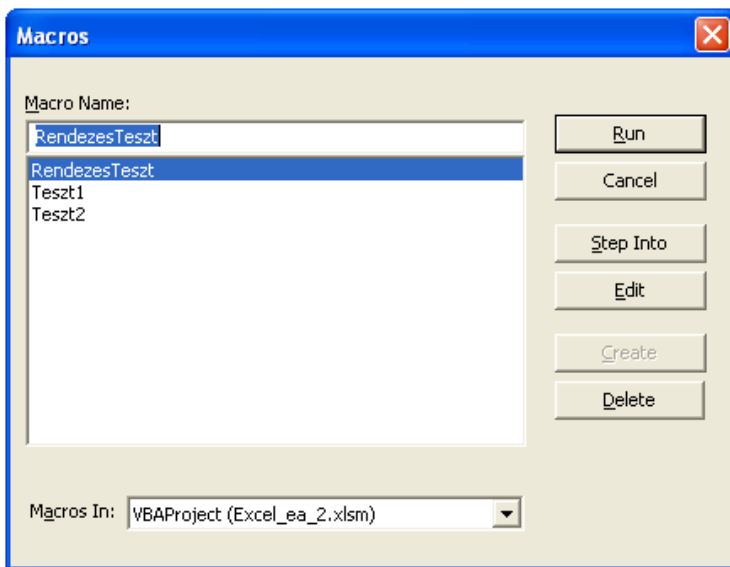 Macros
Macro Name:
RendezesTeszt
RendezesTeszt
Teszt1
Teszt2
Run
Cancel
Step Into
Edit
Create
Delete
Macros In:
VBAProject (Excel_ea_2.xlsm)